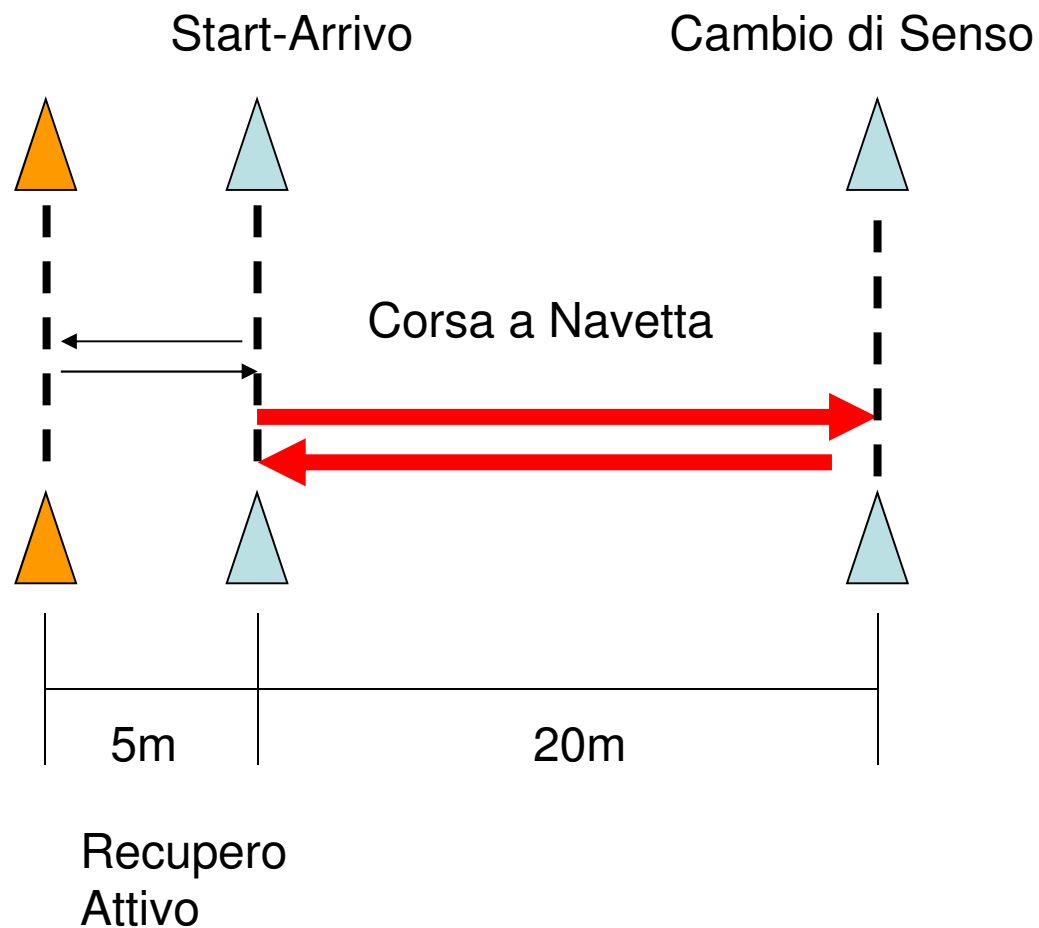 Start-Arrivo
Cambio di Senso
Corsa a Navetta
5m
20m
Recupero
Attivo